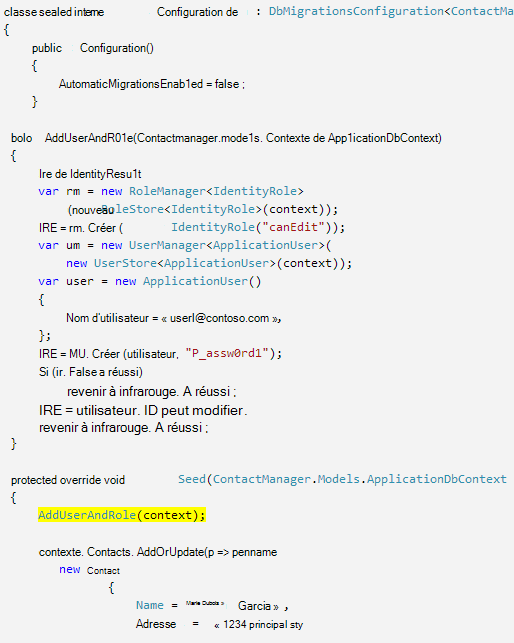 classe sealed interne Configuration de : DbMigrationsConfiguration<ContactMa
{
public Configuration()
{
AutomaticMigrationsEnab1ed = false ;
}
bolo AddUserAndR01e(Contactmanager.mode1s. Contexte de App1icationDbContext)
{
Ire de IdentityResu1t
var rm = new RoleManager<IdentityRole>
(nouveau RoleStore<IdentityRole>(context));
IRE = rm. Créer ( IdentityRole("canEdit"));
var um = new UserManager<ApplicationUser>(
new UserStore<ApplicationUser>(context));
var user = new ApplicationUser()
{
Nom d'utilisateur = « userl@contoso.com »,
};
IRE = MU. Créer (utilisateur, "P_assw0rd1");
Si (ir. False a réussi)
revenir à infrarouge. A réussi ;
IRE = utilisateur. ID peut modifier.
revenir à infrarouge. A réussi ;
}
protected override void Seed(ContactManager.Models.ApplicationDbContext
{
AddUserAndRole(context);
contexte. Contacts. AddOrUpdate(p => penname
new Contact
{
Name = Marie Dubois » Garcia » ,
Adresse = « 1234 principal sty